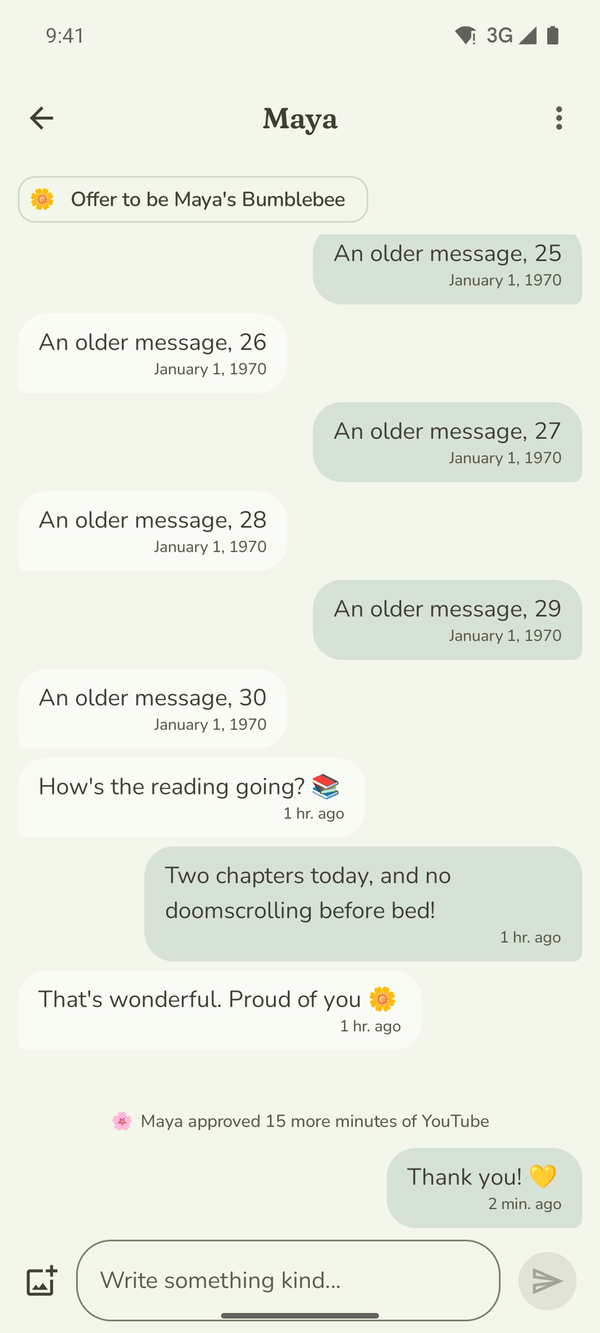 9:41
3G
Maya
🌼 Offer to be Maya's Bumblebee
An older message, 25
January 1, 1970
An older message, 26
January 1, 1970
An older message, 27
January 1, 1970
An older message, 28
January 1, 1970
An older message, 29
January 1, 1970
An older message, 30
January 1, 1970
How's the reading going? 📚
1 hr. ago
Two chapters today, and no
doomscrolling before bed!
1 hr. ago
That's wonderful. Proud of you 🌼
1 hr. ago
🌸 Maya approved 15 more minutes of YouTube
Thank you! 💛
2 min. ago
Write something kind...